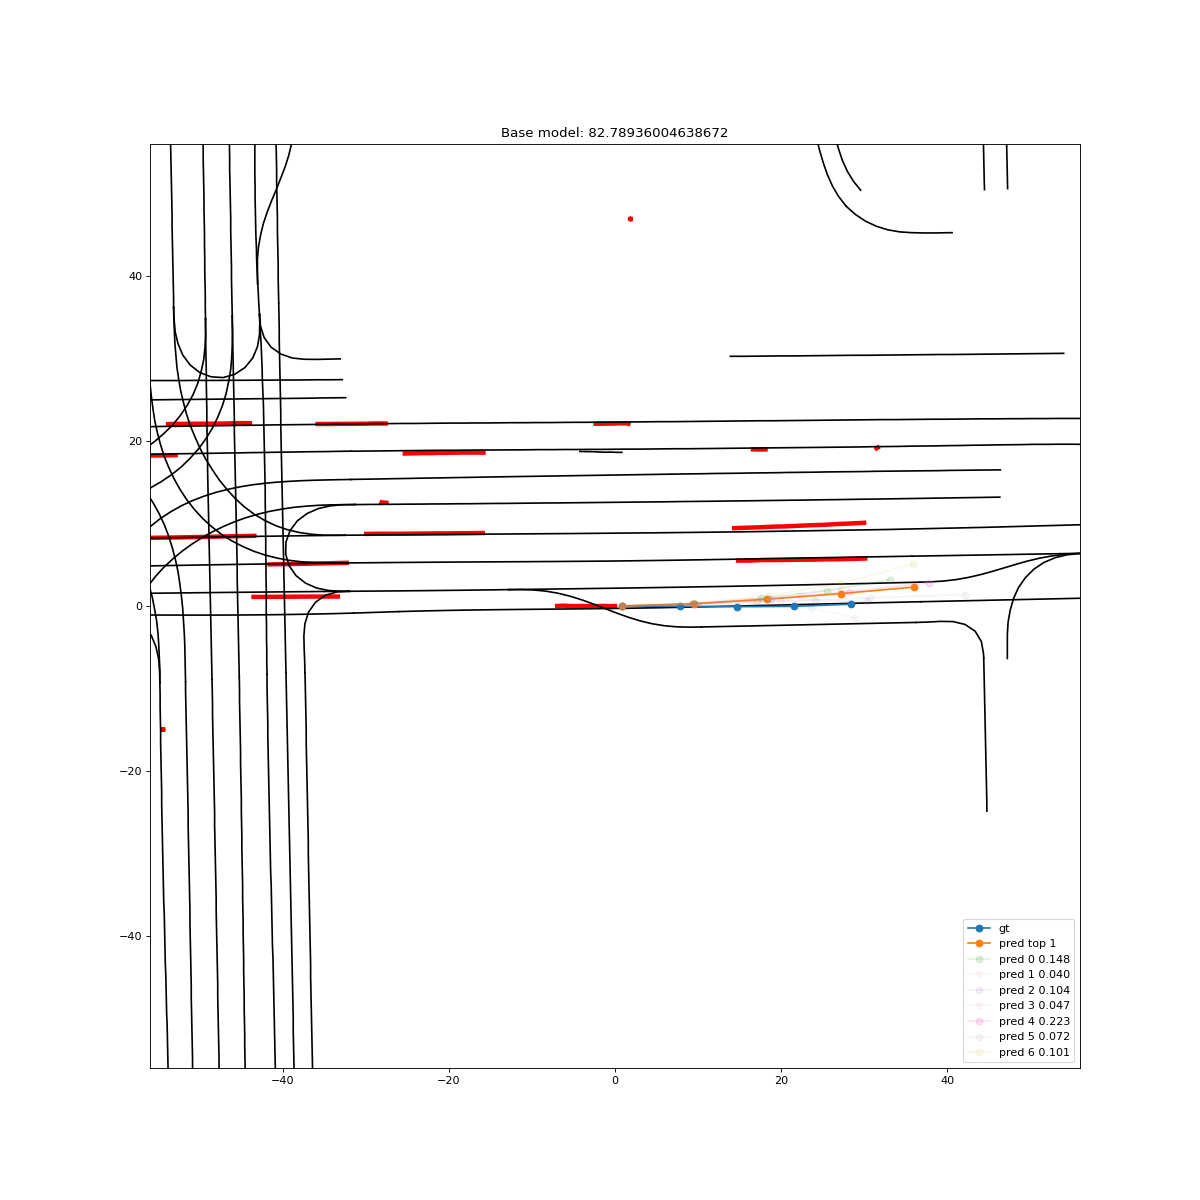 Base model: 82.78936004638672
40
20
0
−20
−40
−40
−20
0
20
40
gt
pred top 1
pred 0 0.148
pred 1 0.040
pred 2 0.104
pred 3 0.047
pred 4 0.223
pred 5 0.072
pred 6 0.101